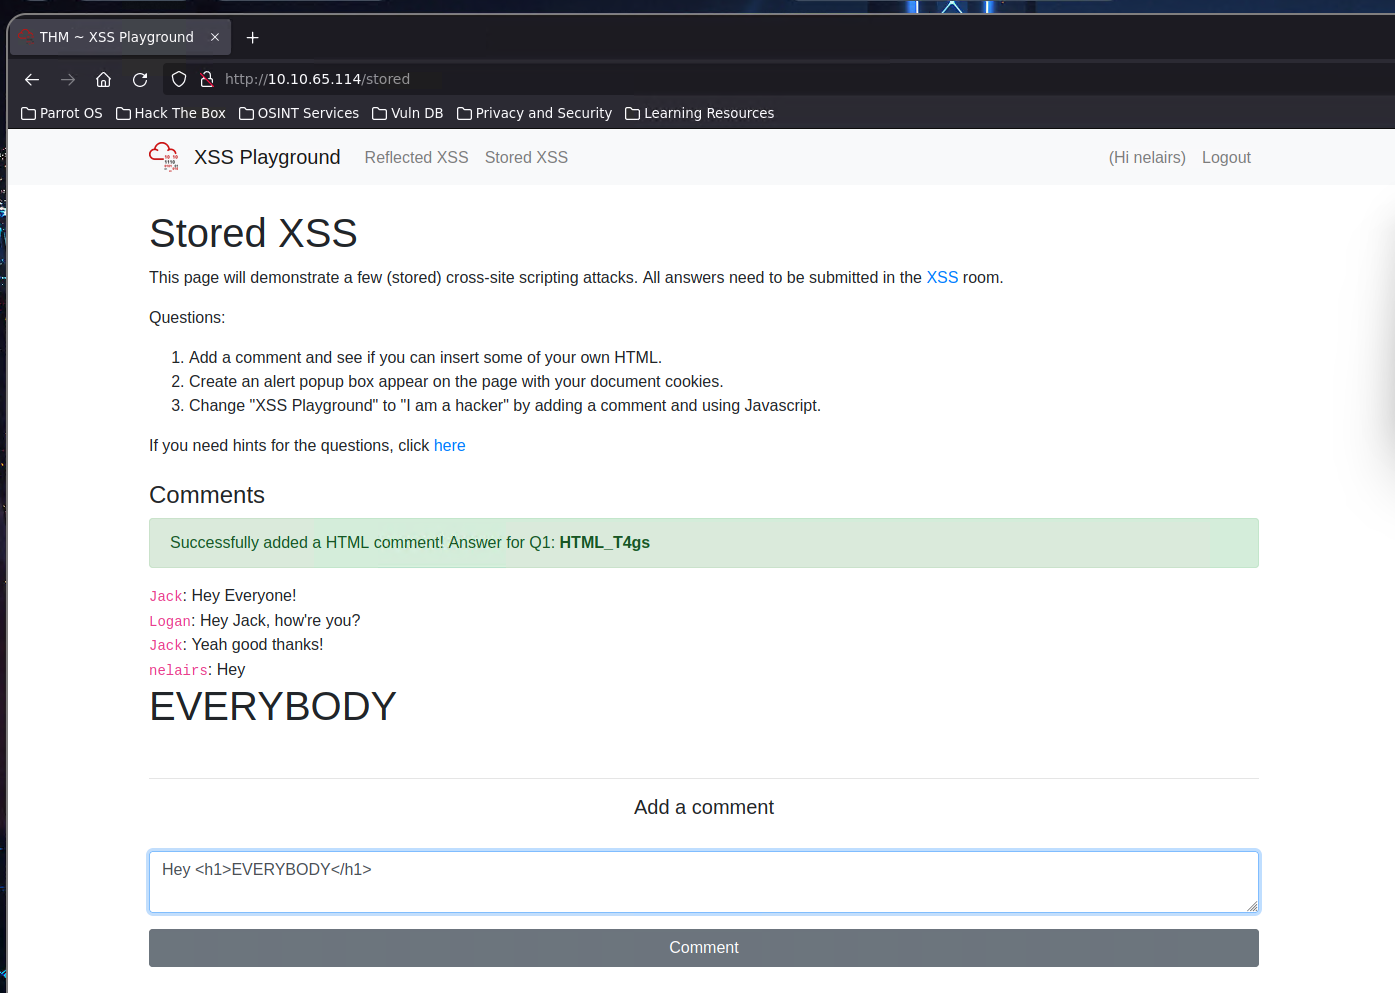 THM ~ XSS Playground
http://10.10.65.114/stored
Parrot OS Hack The Box OSINT Services Vuln DB Privacy and Security Learning Resources
XSS Playground Reflected XSS Stored XSS (Hi nelairs) Logout
Stored XSS
This page will demonstrate a few (stored) cross-site scripting attacks. All answers need to be submitted in the XSS room.
Questions:
1. Add a comment and see if you can insert some of your own HTML.
2. Create an alert popup box appear on the page with your document cookies.
3. Change "XSS Playground" to "I am a hacker" by adding a comment and using Javascript.
If you need hints for the questions, click here
Comments
Successfully added a HTML comment! Answer for Q1: HTML_T4gs
Jack: Hey Everyone!
Logan: Hey Jack, how're you?
Jack: Yeah good thanks!
nelairs: Hey
EVERYBODY
Add a comment
Hey <h1>EVERYBODY</h1>
Comment